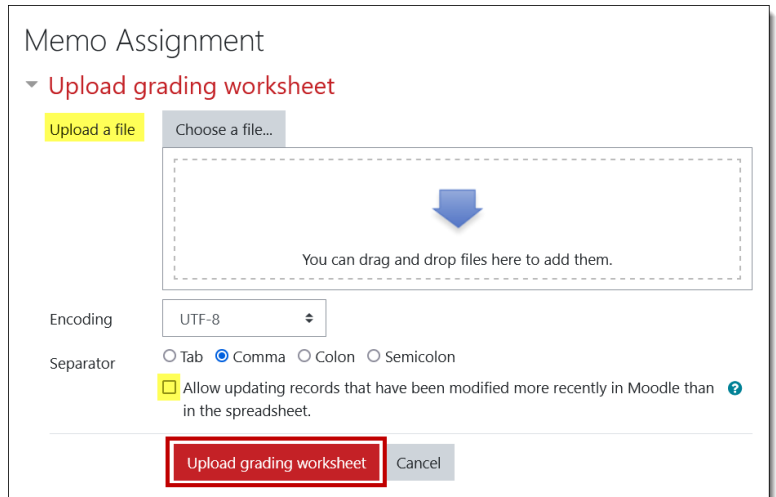 Memo Assignment
Upload grading worksheet
Upload a file
Choose a file...
You can drag and drop files here to add them.
Encoding
UTF-8
Separator
Tab Comma Colon Semicolon
Allow updating records that have been modified more recently in Moodle than ?
in the spreadsheet.
Upload grading worksheet Cancel